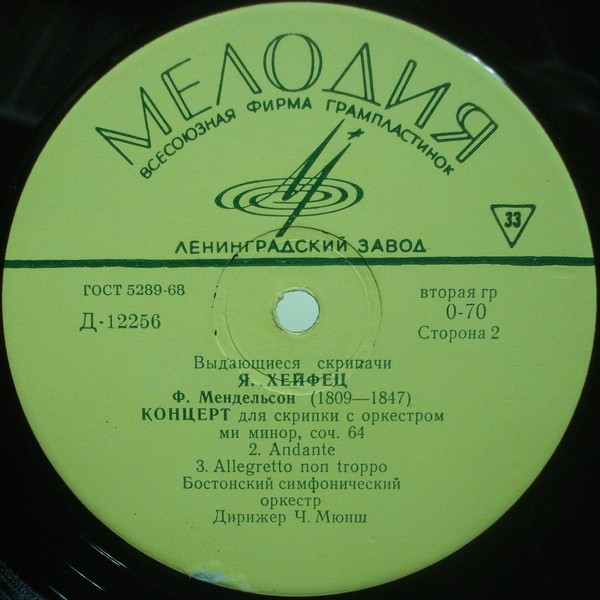 МЕЛОДИЯ
ВСЕСОЮЗНАЯ ФИРМА ГРАМПЛАСТИНОК
33
ЛЕНИНГРАДСКИЙ ЗАВОД
ГОСТ 5289-68
Д-12256
вторая гр
0-70
Сторона 2
Выдающиеся скрипачи
Я. ХЕЙФЕЦ
Ф. Мендельсон (1809—1847)
КОНЦЕРТ для скрипки с оркестром
ми минор, соч. 64
2. Andante
3. Allegretto non troppo
Бостонский симфонический
оркестр
Дирижер Ч. Мюнш